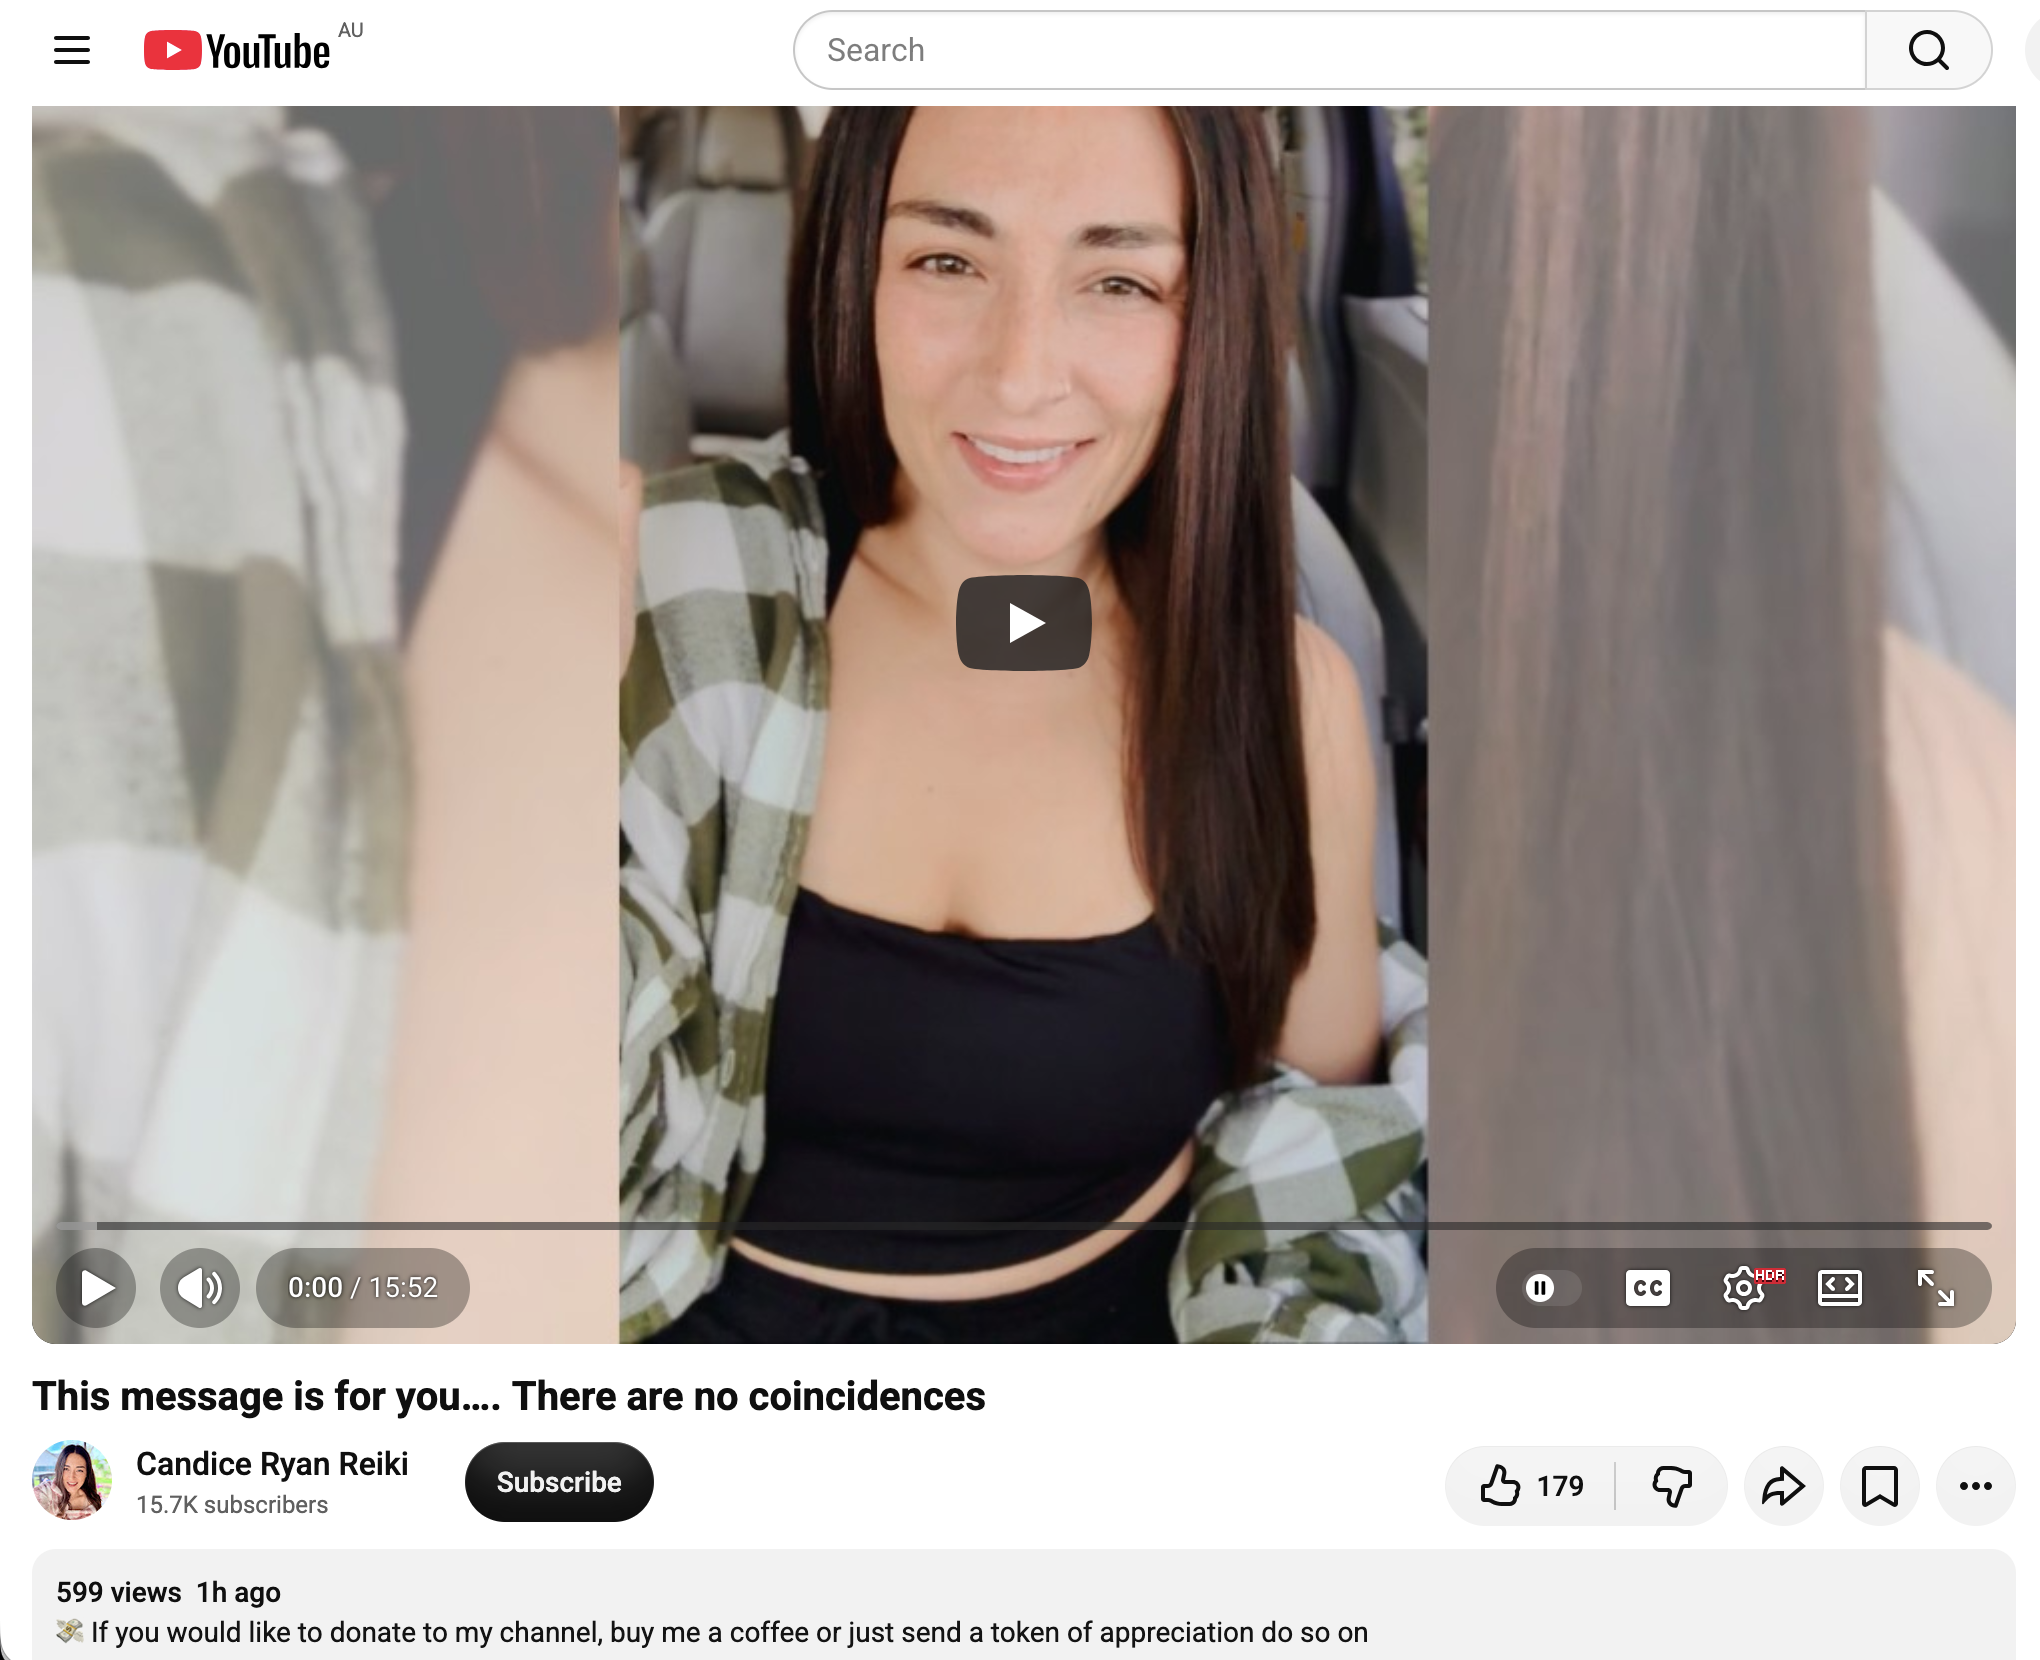 YouTube AU
Search
0:00 / 15:52
CC
HDR
This message is for you.... There are no coincidences
Candice Ryan Reiki
15.7K subscribers
Subscribe
179
599 views 1h ago
💸 If you would like to donate to my channel, buy me a coffee or just send a token of appreciation do so on